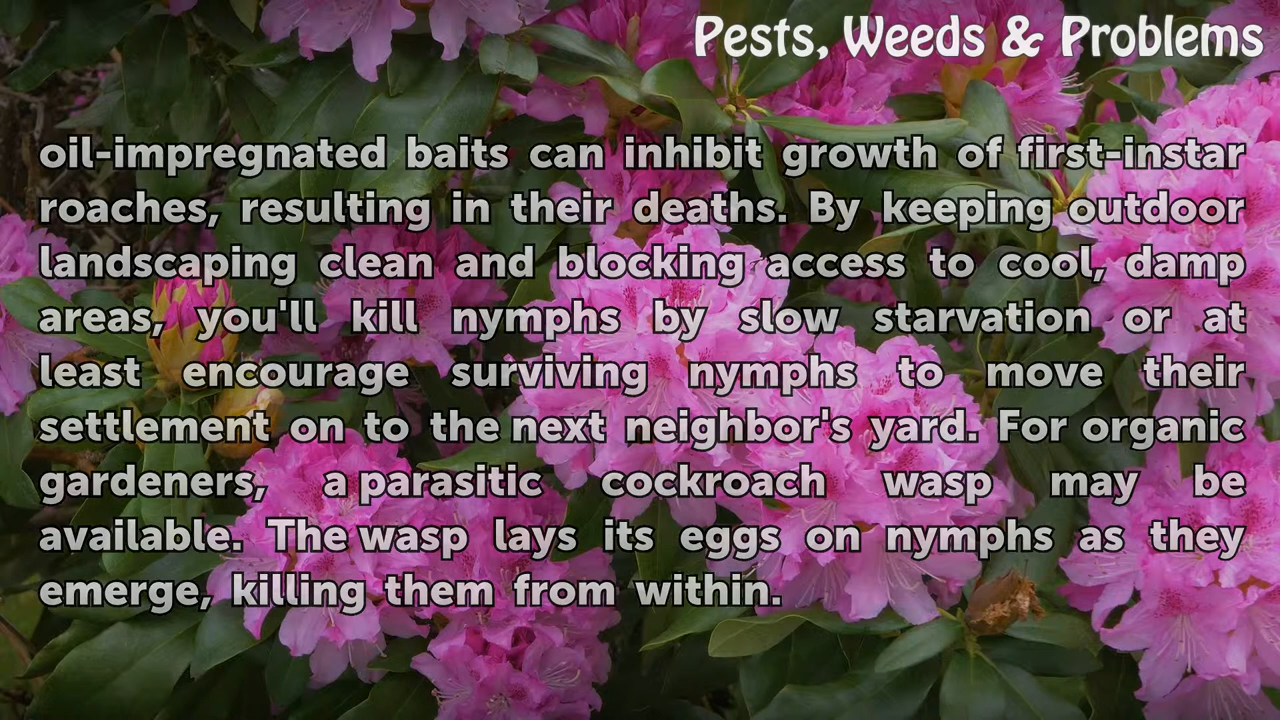 Pests, Weeds & Problems
oil-impregnated baits can inhibit growth of first-instar
roaches, resulting in their deaths. By keeping outdoor
landscaping clean and blocking access to cool, damp
areas, you'll kill nymphs by slow starvation or at
least encourage surviving nymphs to move their
settlement on to the next neighbor's yard. For organic
gardeners, a parasitic cockroach wasp may be
available. The wasp lays its eggs on nymphs as they
emerge, killing them from within.